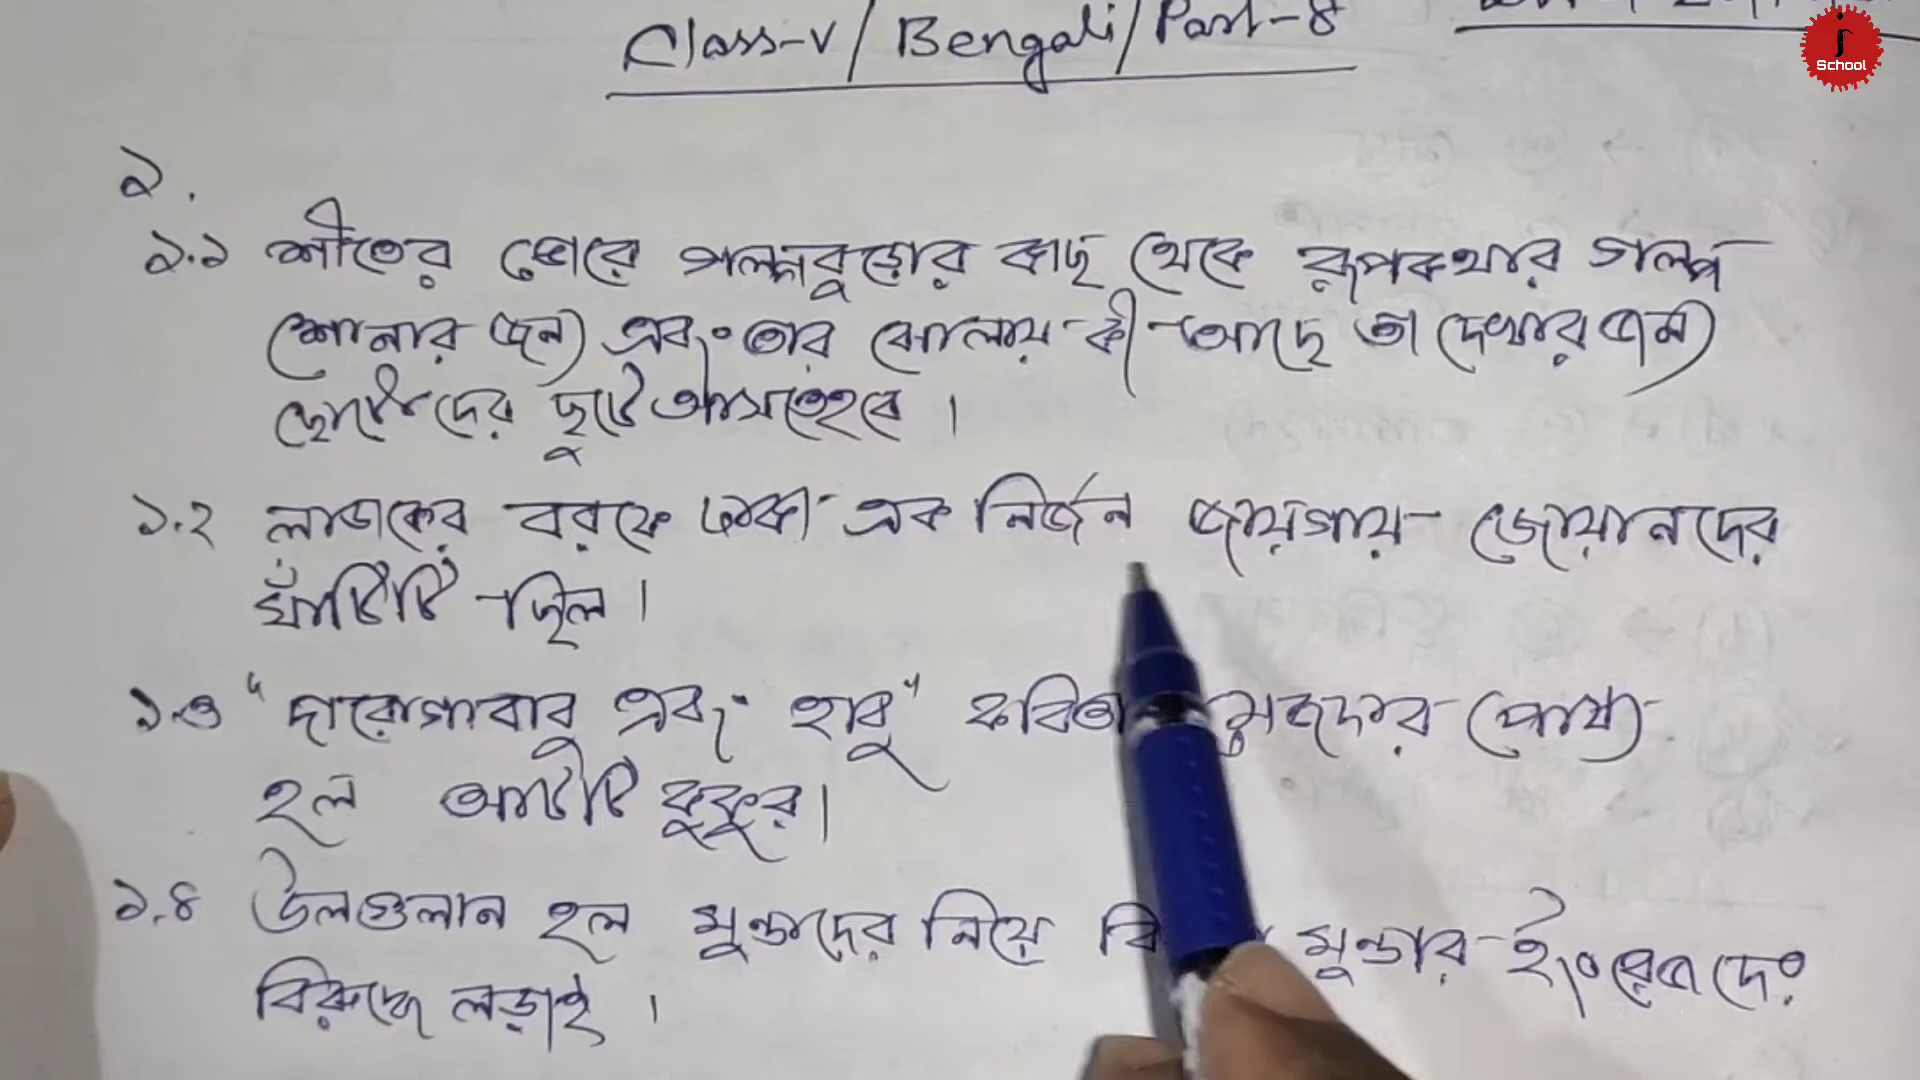 Class-V/Bengali/Part-8
School
১.
১.১ শীতের ভোরে গল্পবুড়োর কাছ থেকে রূপকথার গল্প
শোনার জন্য এবং তার ঝোলায় কী আছে তা দেখার জন্য
ছোটোদের ছুটে আসতে হবে ।
১.২ লাডাকের বরফে ঢাকা এক নির্জন জায়গায় জোয়ানদের
ঘাঁটিটি ছিল ।
১.৩ "দারোগাবাবু এবং হাবু" মেজদার পোষ্য
হল আটটি কুকুর ।
১.৪ উলগুলান হল মুন্ডাদের নিয়ে মুন্ডার ইংরেজদের
বিরুদ্ধে লড়াই ।